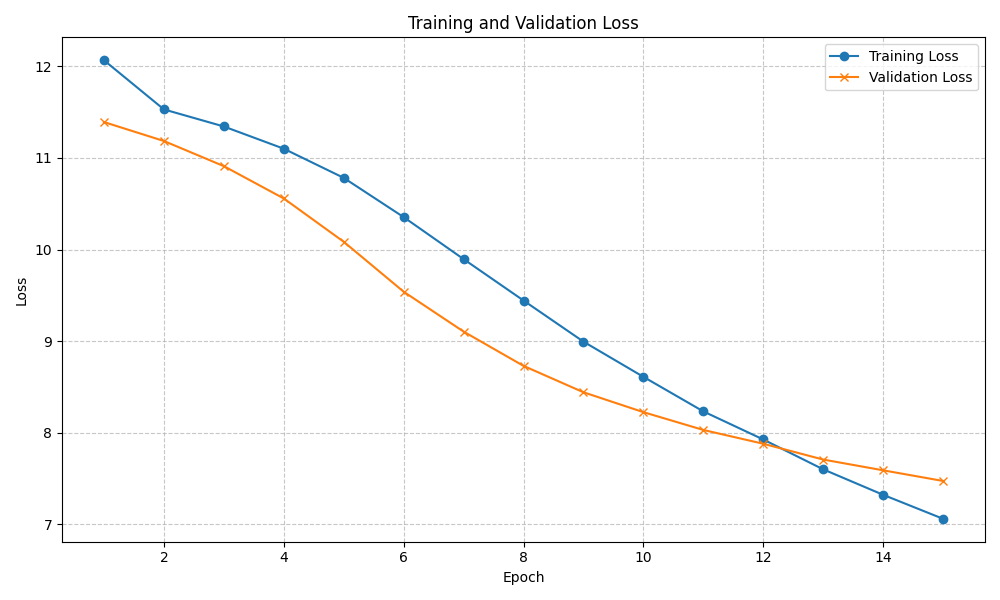 Training and Validation Loss
Training Loss
Validation Loss
12
11
10
9
8
7
Loss
2 4 6 8 10 12 14
Epoch